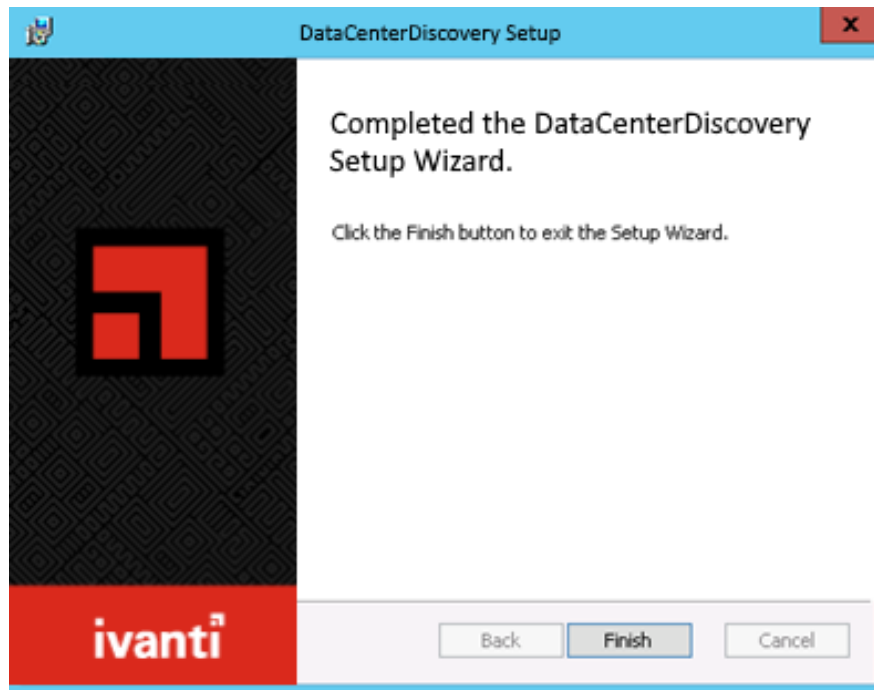 DataCenterDiscovery Setup
x
Completed the DataCenterDiscovery
Setup Wizard.
Click the Finish button to exit the Setup Wizard.
ivanti
Back
Finish
Cancel